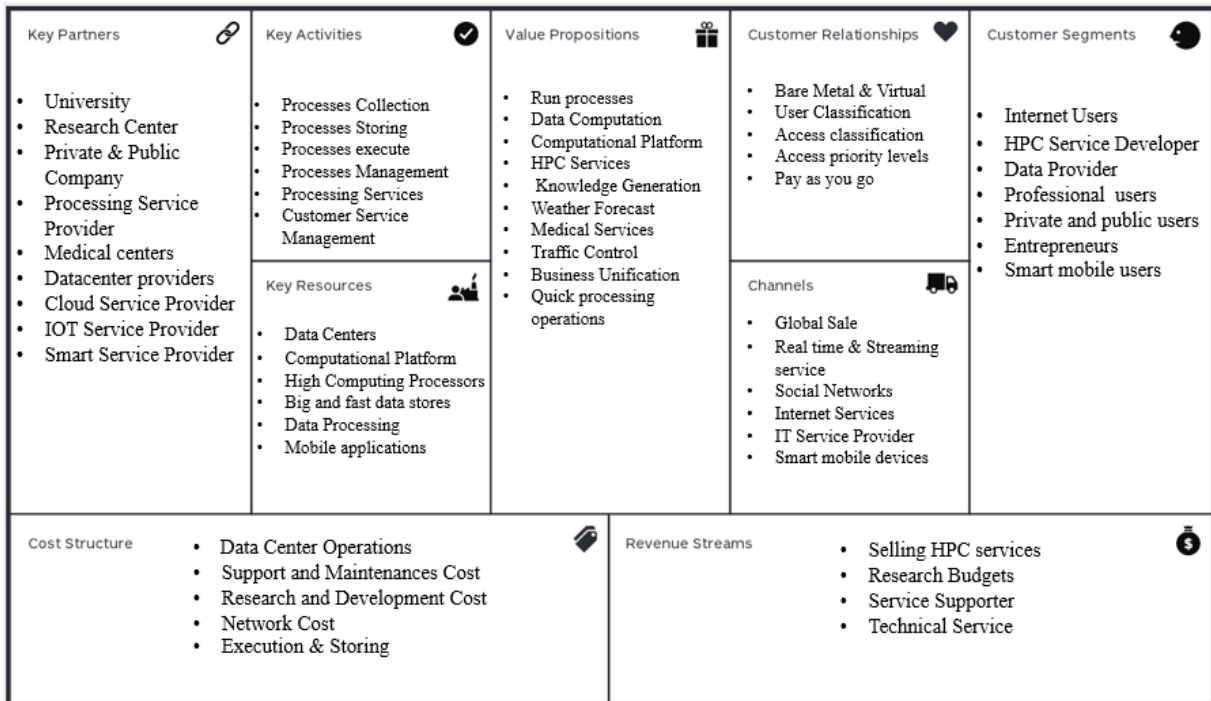 Key Partners
• University
• Research Center
• Private & Public
Company
• Processing Service
Provider
• Medical centers
• Datacenter providers
• Cloud Service Provider
• IOT Service Provider
• Smart Service Provider
Key Activities
• Processes Collection
• Processes Storing
• Processes execute
• Processes Management
• Processing Services
• Customer Service
Management
Key Resources
• Data Centers
• Computational Platform
• High Computing Processors
• Big and fast data stores
• Data Processing
• Mobile applications
Value Propositions
• Run processes
• Data Computation
• Computational Platform
• HPC Services
• Knowledge Generation
• Weather Forecast
• Medical Services
• Traffic Control
• Business Unification
• Quick processing
operations
Customer Relationships
• Bare Metal & Virtual
• User Classification
• Access classification
• Access priority levels
• Pay as you go
Channels
• Global Sale
• Real time & Streaming
service
• Social Networks
• Internet Services
• IT Service Provider
• Smart mobile devices
Customer Segments
• Internet Users
• HPC Service Developer
• Data Provider
• Professional users
• Private and public users
• Entrepreneurs
• Smart mobile users
Cost Structure
• Data Center Operations
• Support and Maintenances Cost
• Research and Development Cost
• Network Cost
• Execution & Storing
Revenue Streams
$
• Selling HPC services
• Research Budgets
• Service Supporter
• Technical Service